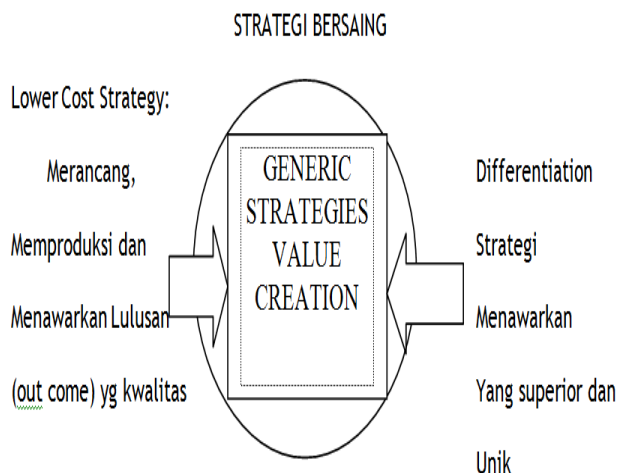 STRATEGI BERSAING
Lower Cost Strategy:
Merancang,
Memproduksi dan
Menawarkan Lulusan
(out come) yg kwalitas
GENERIC
STRATEGIES
VALUE
CREATION
Differentiation
Strategi
Menawarkan
Yang superior dan
Unik